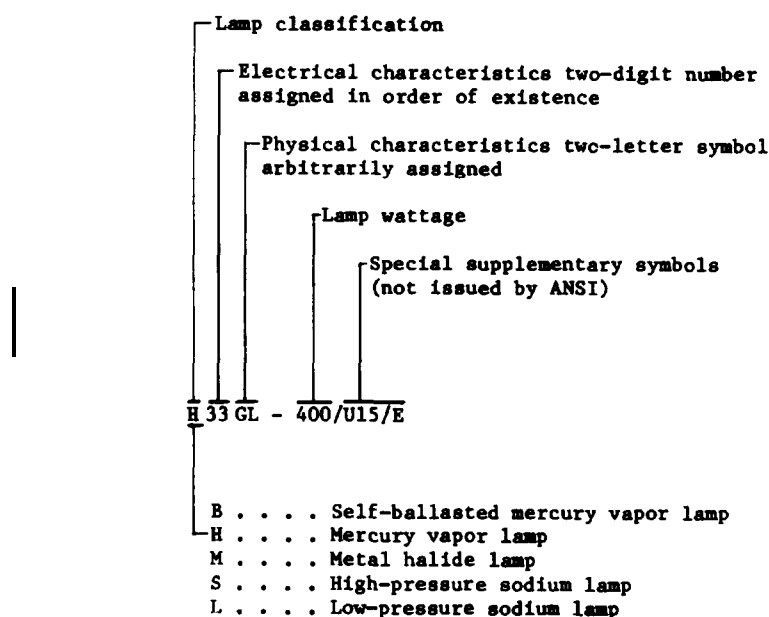 Lamp classification
Electrical characteristics two-digit number
assigned in order of existence
Physical characteristics two-letter symbol
arbitrarily assigned
Lamp wattage
Special supplementary symbols
(not issued by ANSI)
H 33 GL - 400/U15/E
B . . . . Self-ballasted mercury vapor lamp
H . . . . Mercury vapor lamp
M . . . . Metal halide lamp
S . . . . High-pressure sodium lamp
L . . . . Low-pressure sodium lamp